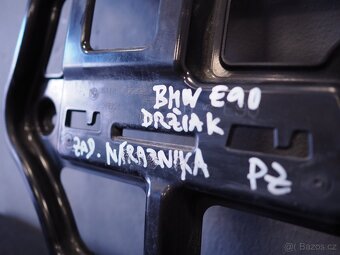 BMW E90
DRŽIAK
ZAD. NÁRAZNIKA
PZ
Bazos.cz